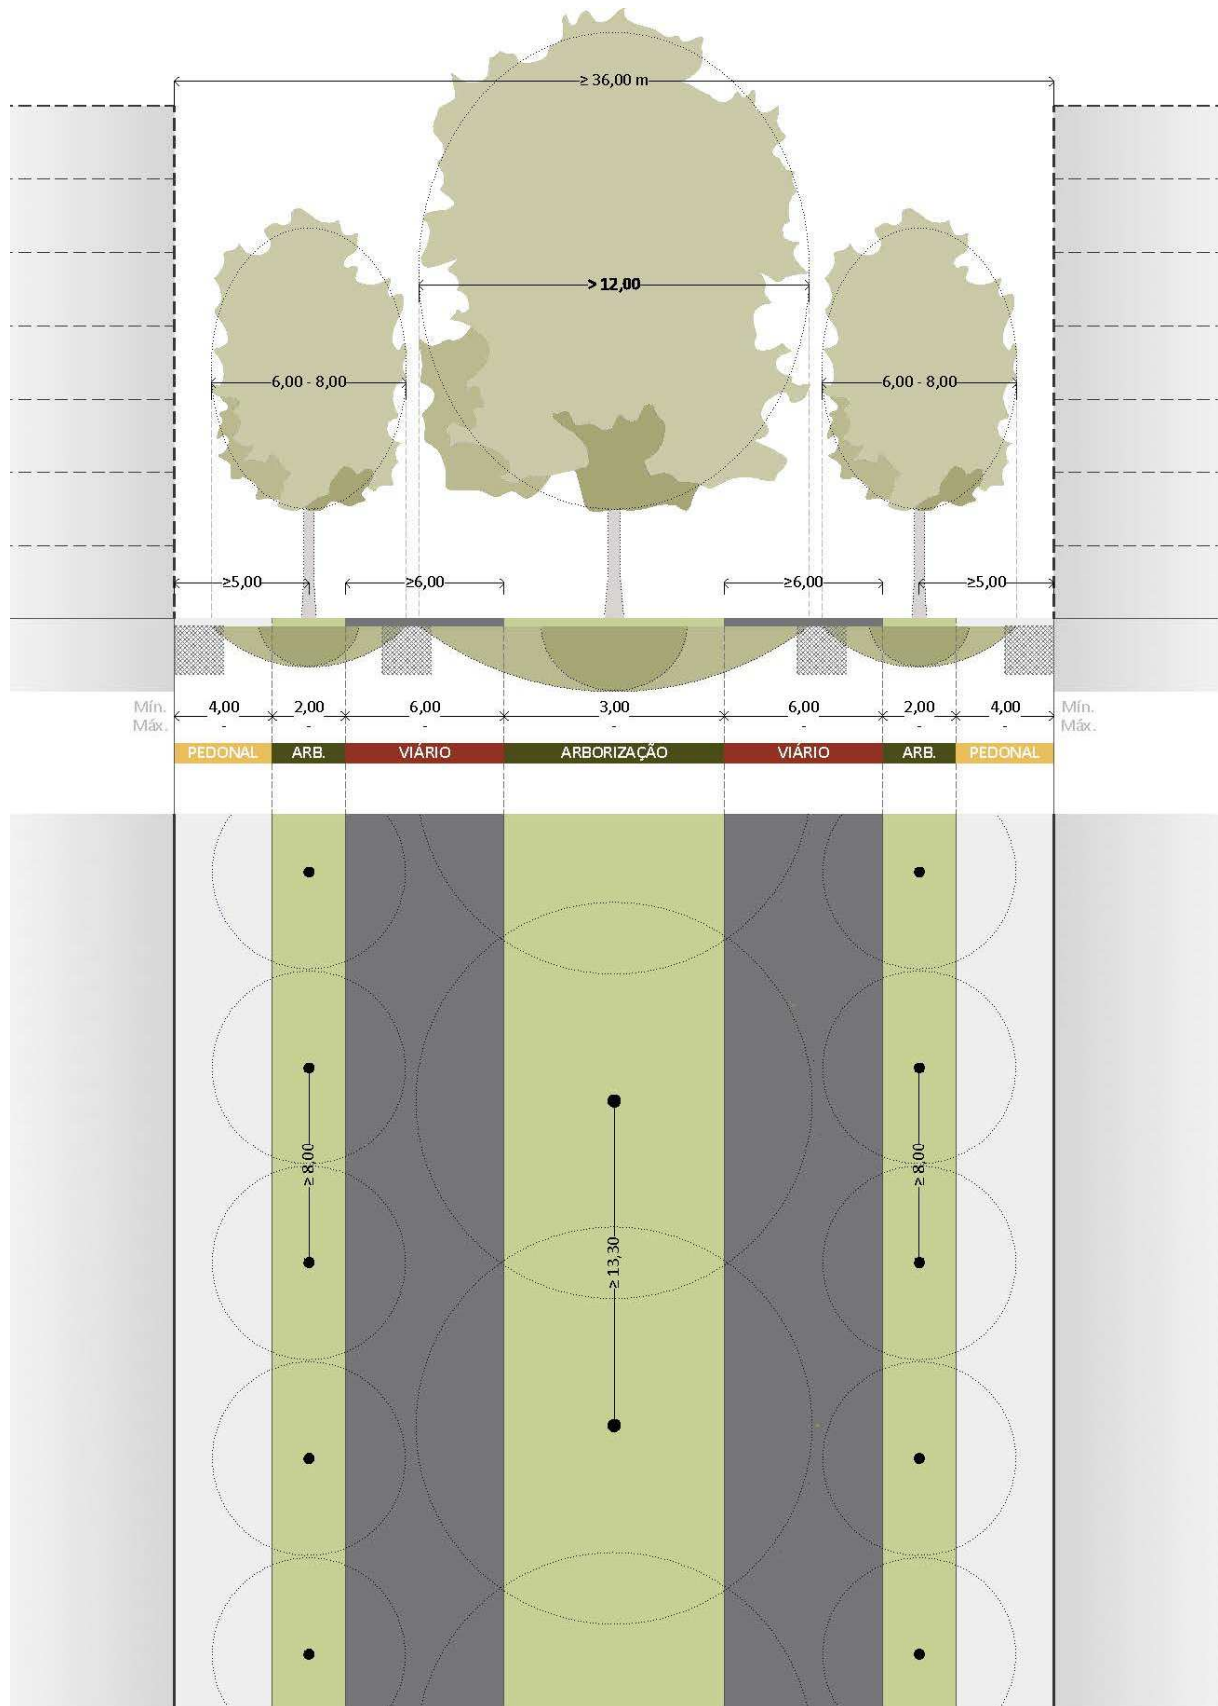 ≥ 36,00 m
> 12,00
6,00 - 8,00
6,00 - 8,00
≥5,00
≥6,00
≥6,00
≥5,00
Mín. 4,00 2,00 6,00 3,00 6,00 2,00 4,00 Mín.
Máx. - - - - - - - Máx.
PEDONAL ARB. VIÁRIO ARBORIZAÇÃO VIÁRIO ARB. PEDONAL
≥ 8,00
≥ 13,30
≥ 8,00